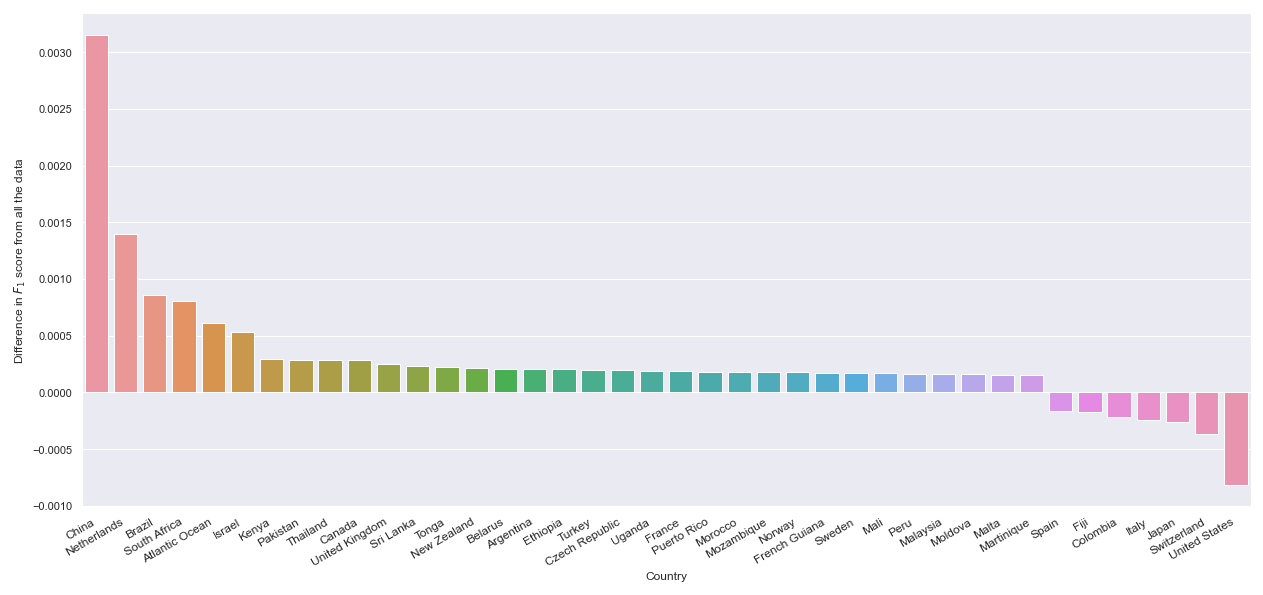 Difference in F1 score from all the data
0.0030
0.0025
0.0020
0.0015
0.0010
0.0005
0.0000
−0.0005
−0.0010
China
Netherlands
Brazil
South Africa
Atlantic Ocean
Israel
Kenya
Pakistan
Thailand
Canada
United Kingdom
Sri Lanka
Tonga
New Zealand
Belarus
Argentina
Ethiopia
Turkey
Czech Republic
Uganda
France
Puerto Rico
Morocco
Mozambique
Norway
French Guiana
Sweden
Mali
Peru
Malaysia
Moldova
Malta
Martinique
Spain
Fiji
Colombia
Italy
Japan
Switzerland
United States
Country